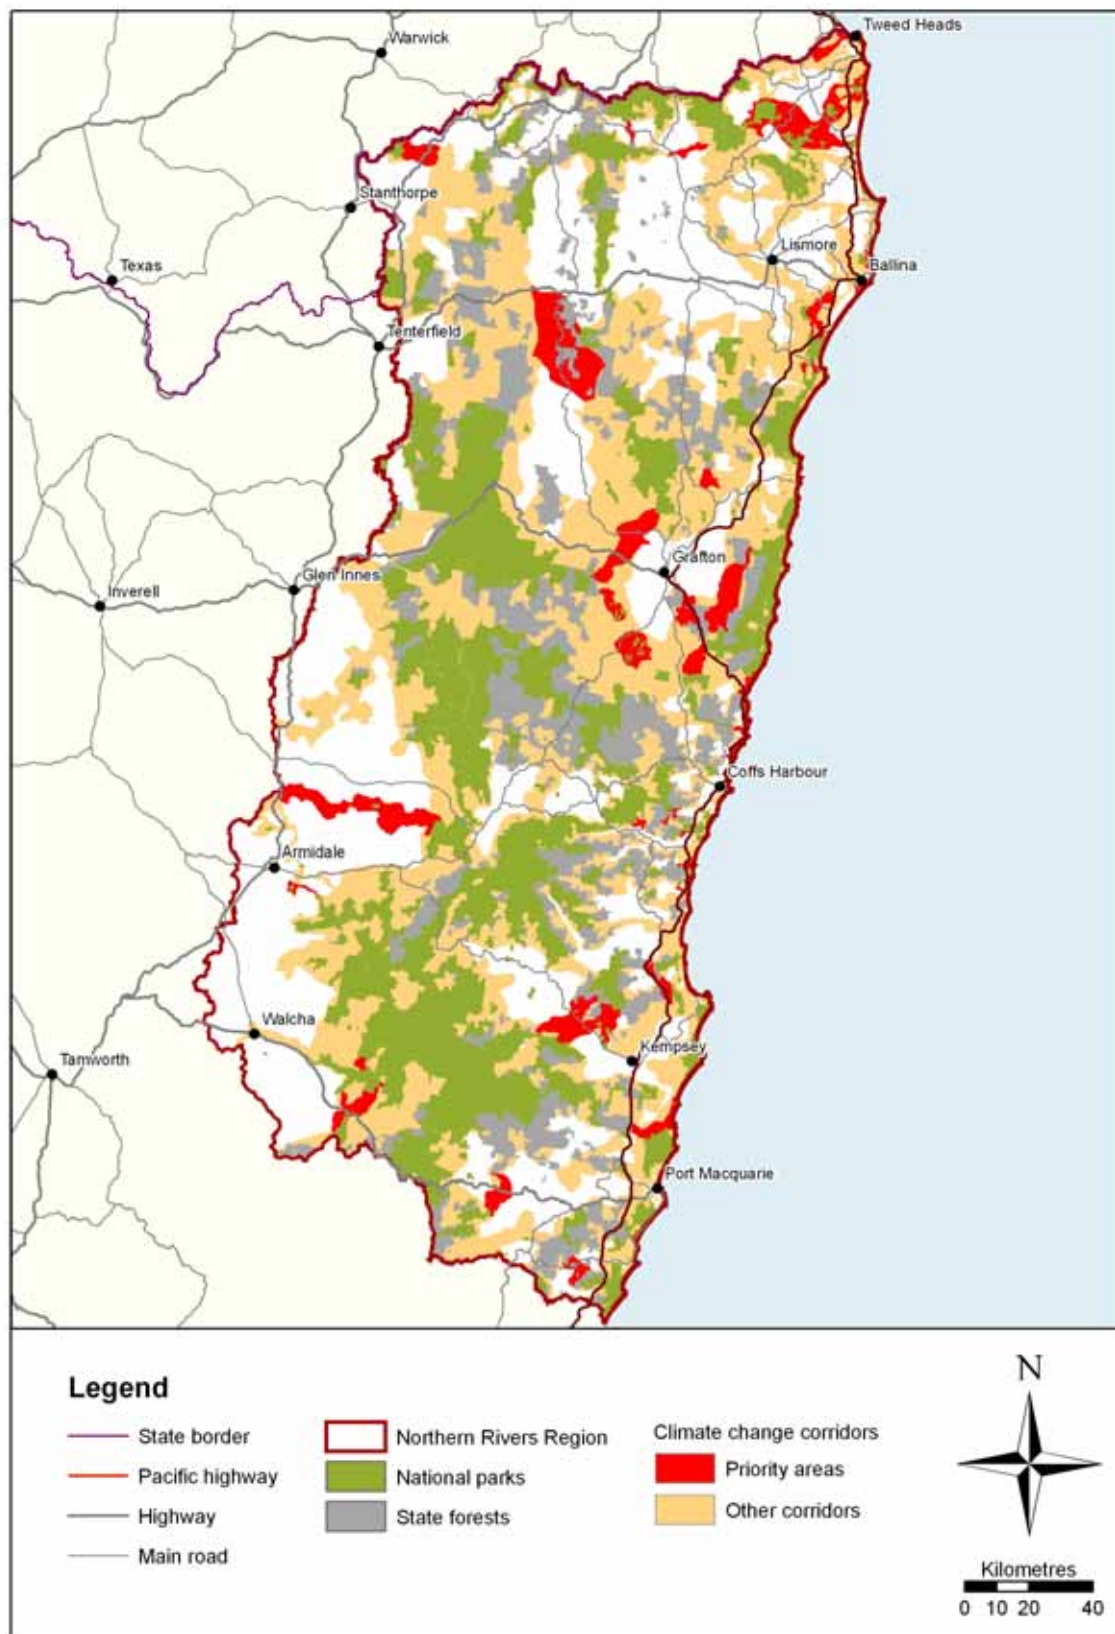 Tweed Heads
Warwick
Stanthorpe
Lismore
Texas
Ballina
Tenterfield
Grafton
Glen Innes
Inverell
Coffs Harbour
Armidale
Walcha
Kempsey
Tamworth
Port Macquarie
Legend
State border
Pacific highway
Highway
Main road
Northern Rivers Region
National parks
State forests
Climate change corridors
Priority areas
Other corridors
N
Kilometres
0 10 20 40